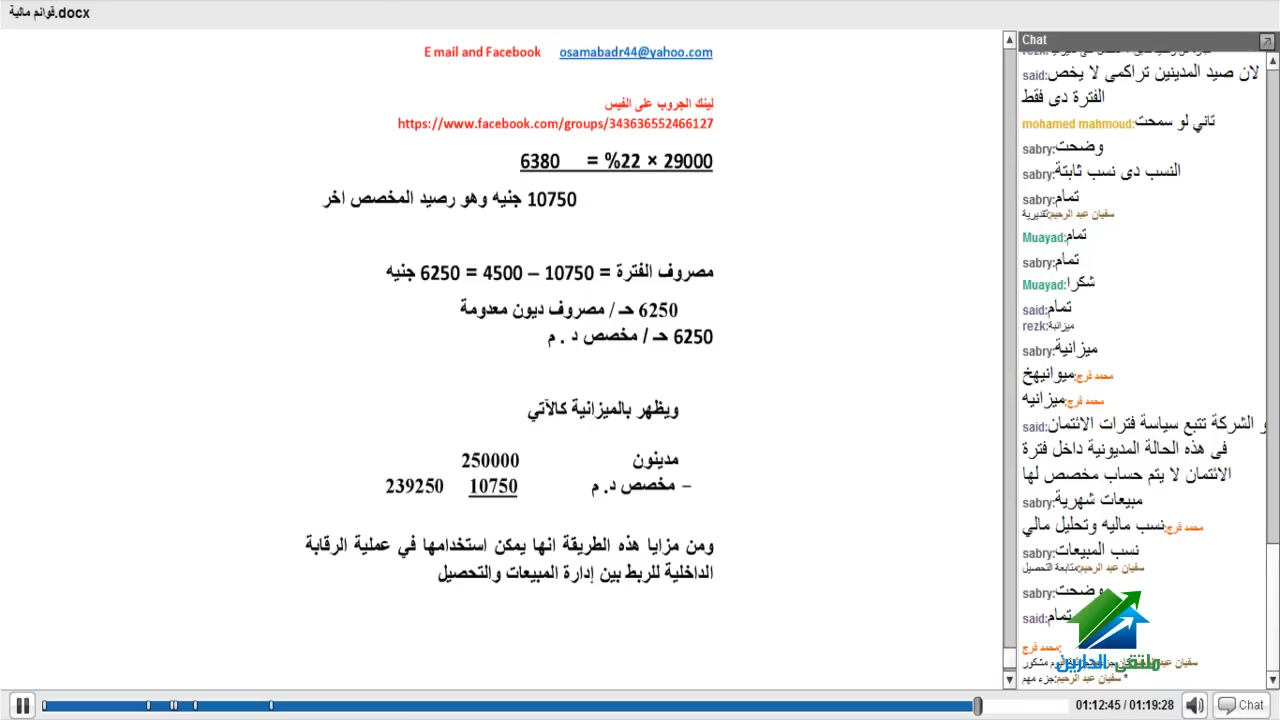 قوائم مالية.docx
E mail and Facebook osamabadr44@yahoo.com
لينك الجروب على الفيس
https://www.facebook.com/groups/343636552466127
29000 × 22% = 6380
10750 جنيه وهو رصيد المخصص اخر
مصروف الفترة = 10750 – 4500 = 6250 جنيه
6250 حـ / مصروف ديون معدومة
6250 حـ / مخصص د . م
ويظهر بالميزانية كالآتي
مدينون 250000
– مخصص د. م 10750 239250
ومن مزايا هذه الطريقة انها يمكن استخدامها في عملية الرقابة
الداخلية للربط بين إدارة المبيعات والتحصيل
Chat
said: لان صيد المدينين تراكمى لا يخص
الفترة دى فقط
mohamed mahmoud: تاني لو سمحت
sabry: وضحت
sabry: النسب دى نسب ثابتة
sabry: تمام
سفيان عبد الرحيم: تقديرية
Muayad: تمام
sabry: تمام
Muayad: شكرا
said: تمام
rezk: ميزانية
sabry: ميزانية
محمد فرج: ميوانيهخ
محمد فرج: ميزانيه
said: و الشركة تتبع سياسة فترات الائتمان
فى هذه الحالة المديونية داخل فترة
الائتمان لا يتم حساب مخصص لها
sabry: مبيعات شهرية
محمد فرج: نسب ماليه وتحليل مالي
sabry: نسب المبيعات
سفيان عبد الرحيم: متابعة التحصيل
sabry: وضحت
said: تمام
محمد فرج:
سفيان عبد اليوم مشكور
سفيان عبد الرحيم: جزء مهم *
ملتقى الدارين
01:12:45 / 01:19:28
Chat